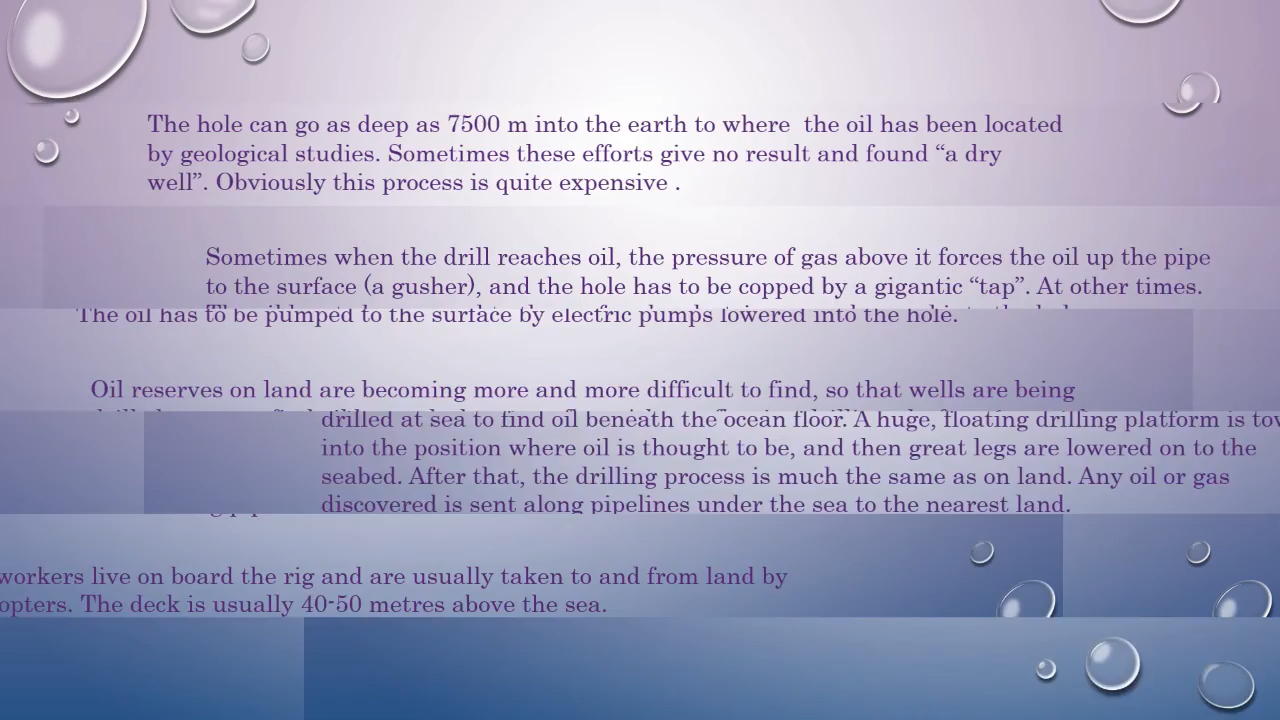 The hole can go as deep as 7500 m into the earth to where  the oil has been located
by geological studies. Sometimes these efforts give no result and found “a dry
well”. Obviously this process is quite expensive .
Sometimes when the drill reaches oil, the pressure of gas above it forces the oil up the pipe
to the surface (a gusher), and the hole has to be copped by a gigantic “tap”. At other times.
The oil has to be pumped to the surface by electric pumps lowered into the hole.
Oil reserves on land are becoming more and more difficult to find, so that wells are being
drilled at sea to find oil beneath the ocean floor. A huge, floating drilling platform is
into the position where oil is thought to be, and then great legs are lowered on to the
seabed. After that, the drilling process is much the same as on land. Any oil or gas
discovered is sent along pipelines under the sea to the nearest land.
workers live on board the rig and are usually taken to and from land by
opters. The deck is usually 40-50 metres above the sea.